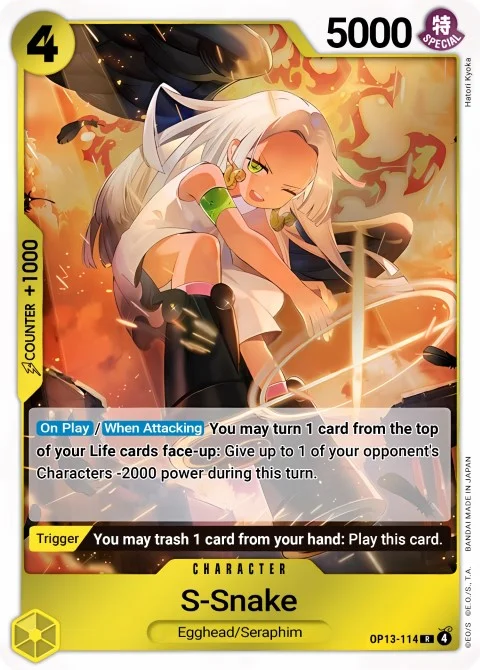 4
5000
特
SPECIAL
Hatori Kyoka
COUNTER +1000
On Play / When Attacking You may turn 1 card from the top
of your Life cards face-up: Give up to 1 of your opponent's
Characters -2000 power during this turn.
Trigger You may trash 1 card from your hand: Play this card.
CHARACTER
S-Snake
Egghead/Seraphim
OP13-114 R 4
©EO/S ©E.O./S.,T.A. BANDAI MADE IN JAPAN